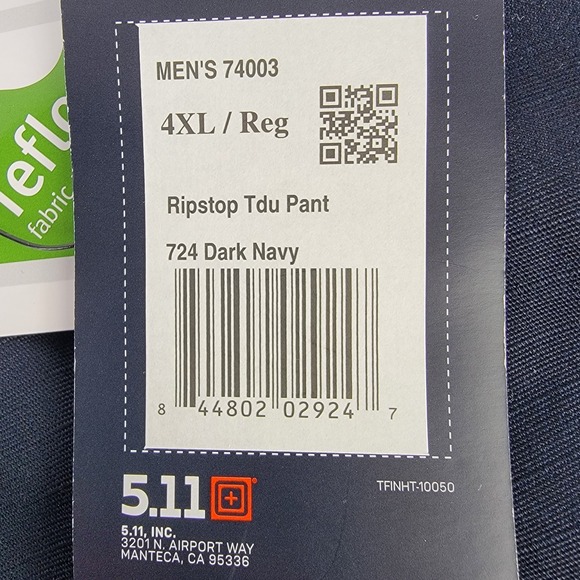 MEN'S 74003
4XL / Reg
Ripstop Tdu Pant
724 Dark Navy
8 44802 02924 7
5.11
TFINHT-10050
5.11, INC.
3201 N. AIRPORT WAY
MANTECA, CA 95336
fabric